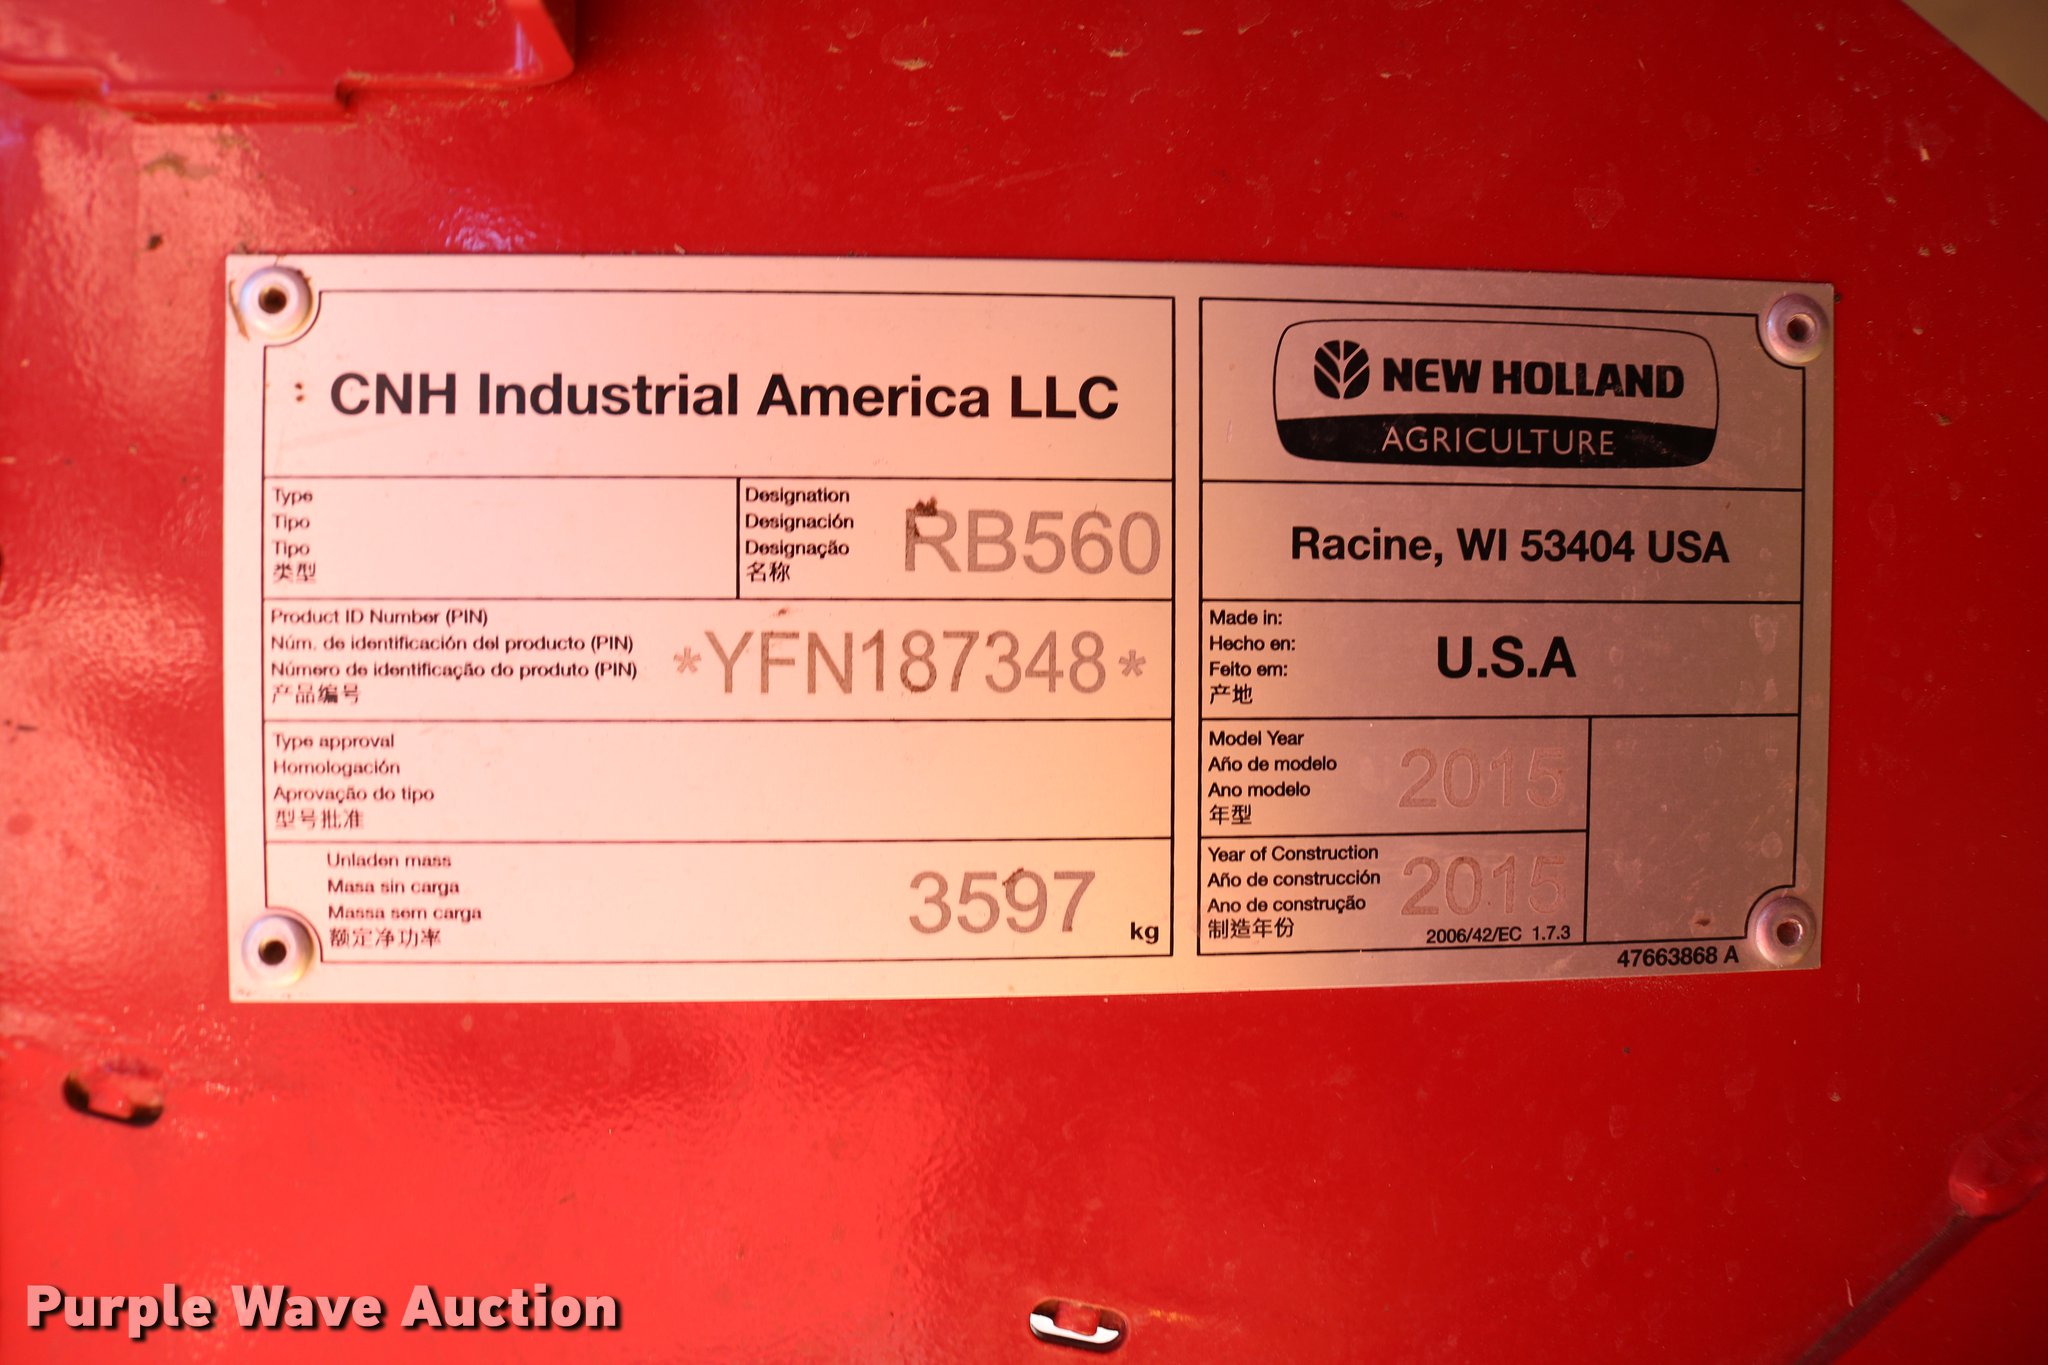 CNH Industrial America LLC
Type
Tipo
Tipo
类型
Designation
Designación
Designação
名称
RB560
Product ID Number (PIN)
Núm. de identificación del producto (PIN)
Número de identificação do produto (PIN)
产品编号
*YFN187348*
Type approval
Homologación
Aprovação do tipo
型号批准
Unladen mass
Masa sin carga
Massa sem carga
额定净功率
3597 kg
NEW HOLLAND
AGRICULTURE
Racine, WI 53404 USA
Made in:
Hecho en:
Feito em:
产地
U.S.A
Model Year
Año de modelo
Ano modelo
年型
2015
Year of Construction
Año de construcción
Ano de construção
制造年份
2015
2006/42/EC 1.7.3
47663868 A
Purple Wave Auction